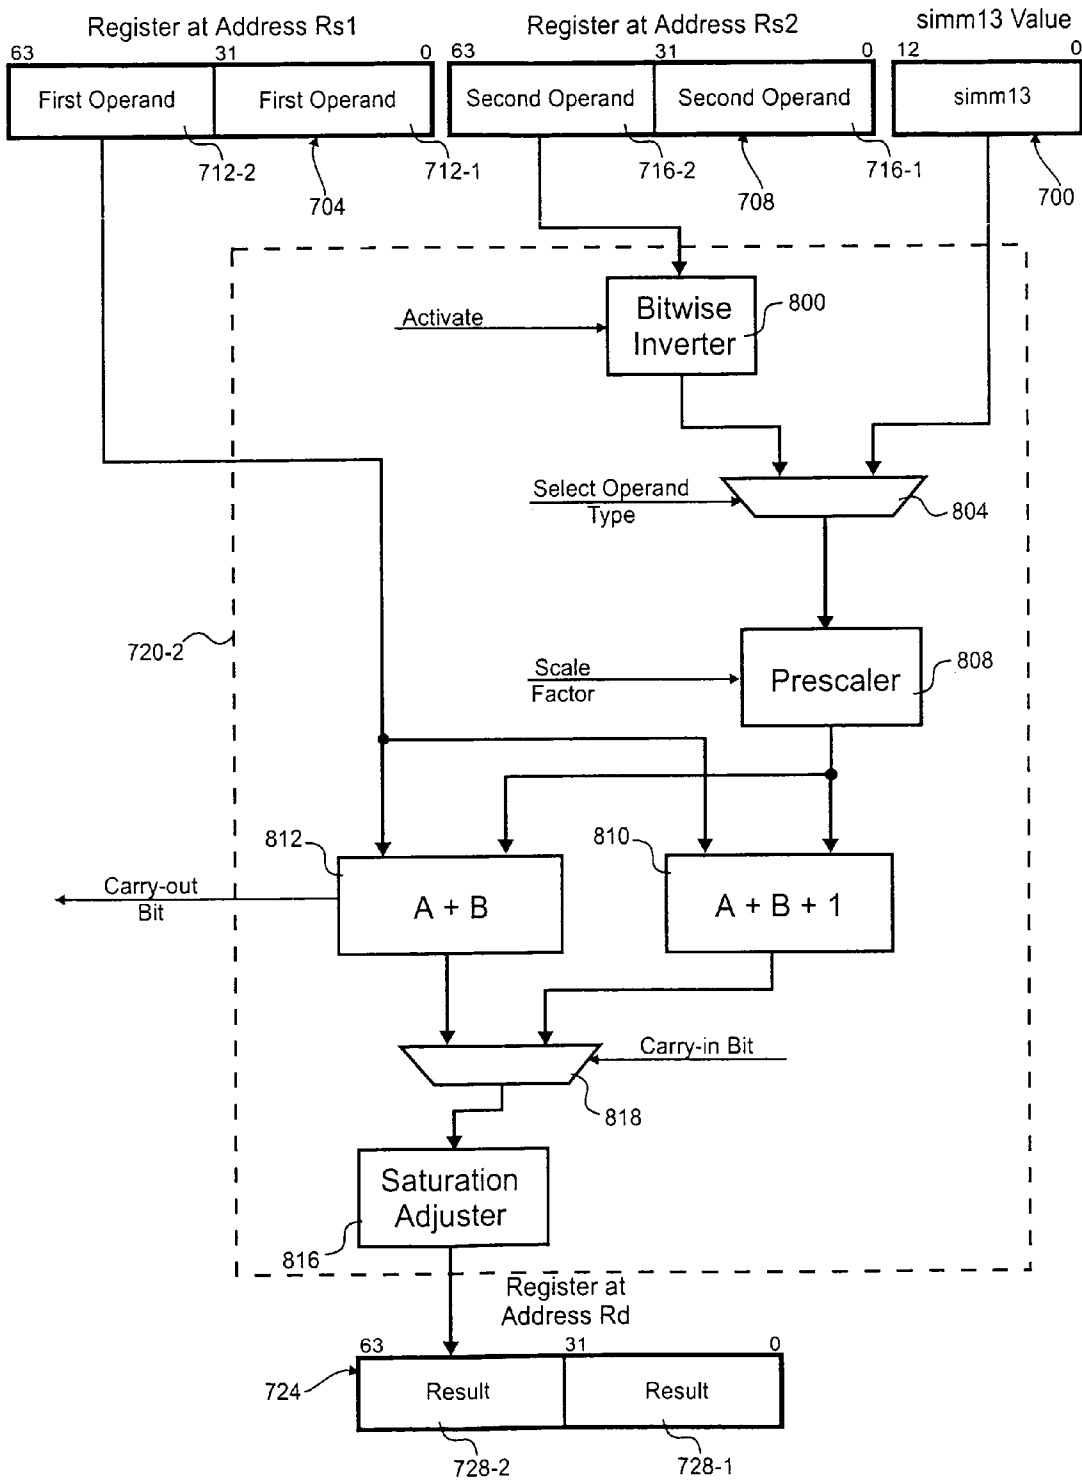 Register at Address Rs1
Register at Address Rs2
simm13 Value
63
31
0
63
31
0
12
0
First Operand
First Operand
Second Operand
Second Operand
simm13
712-2
704
712-1
716-2
708
716-1
700
Activate
Bitwise
Inverter
800
Select Operand
Type
804
720-2
Scale
Factor
Prescaler
808
812
810
Carry-out
Bit
A + B
A + B + 1
Carry-in Bit
818
Saturation
Adjuster
816
Register at
Address Rd
63
31
0
724
Result
Result
728-2
728-1